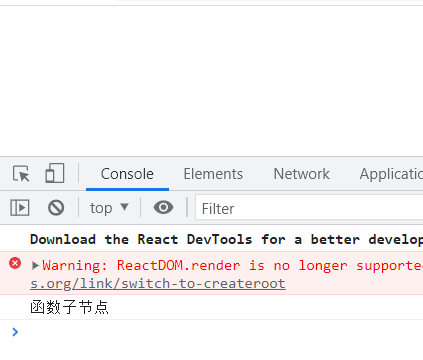 Console Elements Network Applicatio
top Filter
Download the React DevTools for a better develop
Warning: ReactDOM.render is no longer supporte
s.org/link/switch-to-createroot
函数子节点